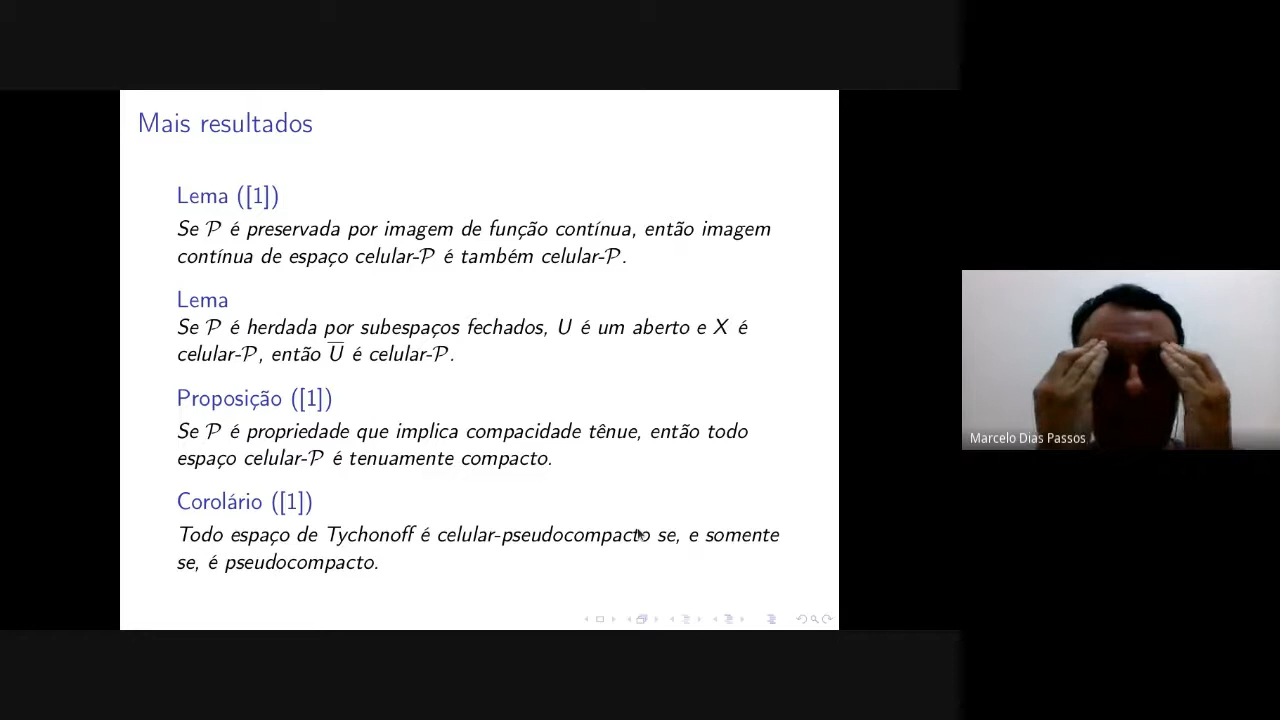 Mais resultados
Lema ([1])
Se 𝒫 é preservada por imagem de função contínua, então imagem
contínua de espaço celular-𝒫 é também celular-𝒫.
Lema
Se 𝒫 é herdada por subespaços fechados, U é um aberto e X é
celular-𝒫, então U̅ é celular-𝒫.
Proposição ([1])
Se 𝒫 é propriedade que implica compacidade tênue, então todo
espaço celular-𝒫 é tenuamente compacto.
Corolário ([1])
Todo espaço de Tychonoff é celular-pseudocompacto se, e somente
se, é pseudocompacto.
Marcelo Dias Passos